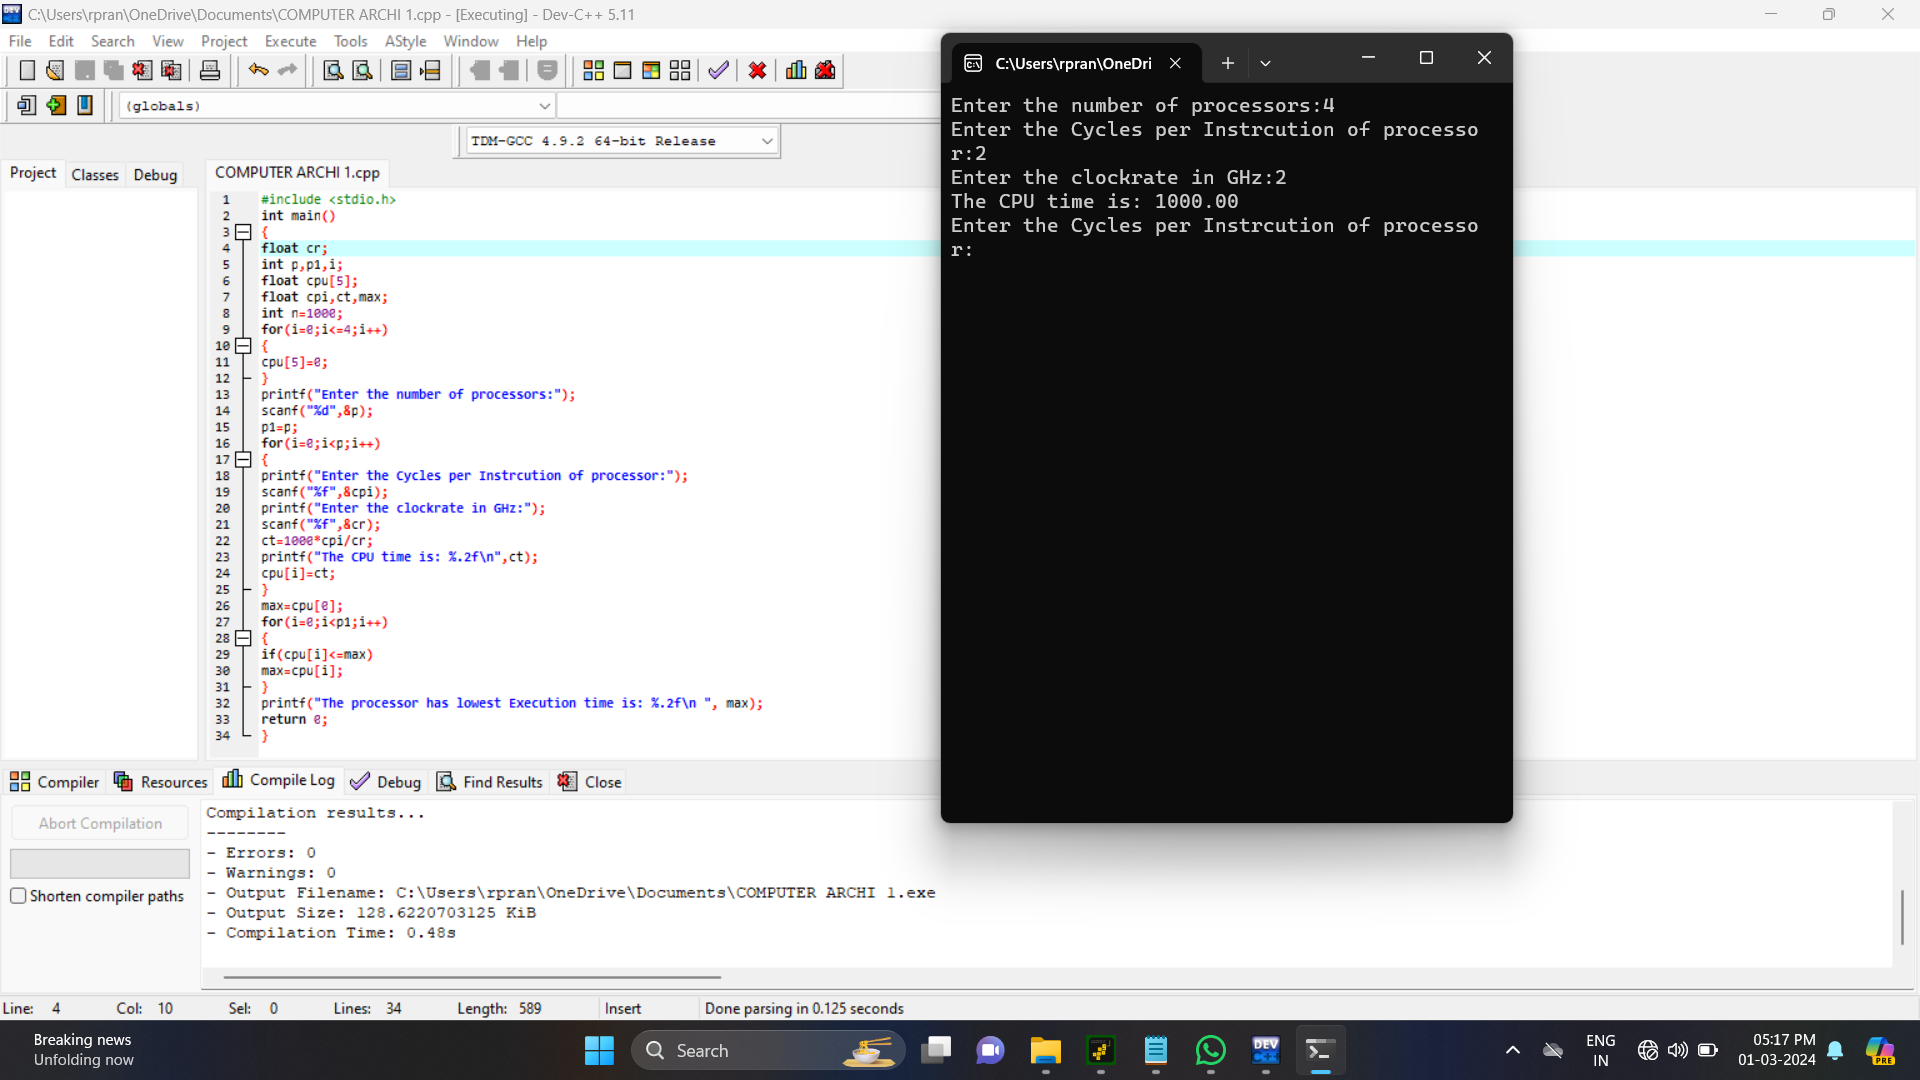 C:\Users\rpran\OneDrive\Documents\COMPUTER ARCHI 1.cpp - [Executing] - Dev-C++ 5.11
File Edit Search View Project Execute Tools AStyle Window Help
(globals)
TDM-GCC 4.9.2 64-bit Release
Project Classes Debug
COMPUTER ARCHI 1.cpp
1 #include <stdio.h>
2 int main()
3 {
4 float cr;
5 int p,p1,i;
6 float cpu[5];
7 float cpi,ct,max;
8 int n=1000;
9 for(i=0;i<=4;i++)
10 {
11 cpu[5]=0;
12 }
13 printf("Enter the number of processors:");
14 scanf("%d",&p);
15 p1=p;
16 for(i=0;i<p;i++)
17 {
18 printf("Enter the Cycles per Instrcution of processor:");
19 scanf("%f",&cpi);
20 printf("Enter the clockrate in GHz:");
21 scanf("%f",&cr);
22 ct=1000*cpi/cr;
23 printf("The CPU time is: %.2f\n",ct);
24 cpu[i]=ct;
25 }
26 max=cpu[0];
27 for(i=0;i<p1;i++)
28 {
29 if(cpu[i]<=max)
30 max=cpu[i];
31 }
32 printf("The processor has lowest Execution time is: %.2f\n ", max);
33 return 0;
34 }
C:\Users\rpran\OneDri
Enter the number of processors:4
Enter the Cycles per Instrcution of processo
r:2
Enter the clockrate in GHz:2
The CPU time is: 1000.00
Enter the Cycles per Instrcution of processo
r:
Compiler Resources Compile Log Debug Find Results Close
Abort Compilation
Shorten compiler paths
Compilation results...
--------
- Errors: 0
- Warnings: 0
- Output Filename: C:\Users\rpran\OneDrive\Documents\COMPUTER ARCHI 1.exe
- Output Size: 128.6220703125 KiB
- Compilation Time: 0.48s
Line: 4 Col: 10 Sel: 0 Lines: 34 Length: 589 Insert Done parsing in 0.125 seconds
Breaking news
Unfolding now
Search
DEV
C++
ENG
IN
05:17 PM
01-03-2024
PRE